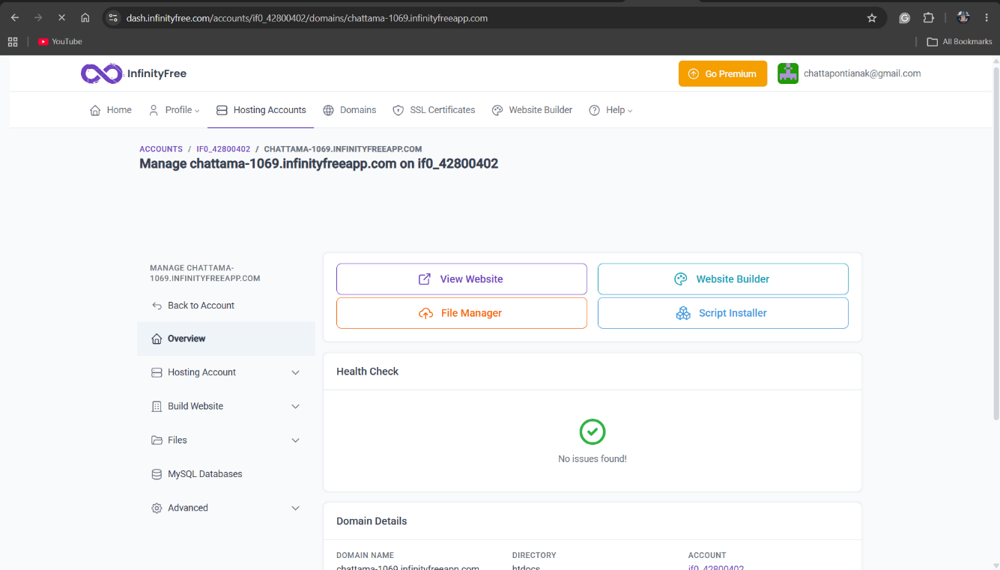 dash.infinityfree.com/accounts/if0_42800402/domains/chattama-1069.infinityfreeapp.com
YouTube
All Bookmarks
InfinityFree
Go Premium
chattapontianak@gmail.com
Home
Profile
Hosting Accounts
Domains
SSL Certificates
Website Builder
Help
ACCOUNTS / IF0_42800402 / CHATTAMA-1069.INFINITYFREEAPP.COM
Manage chattama-1069.infinityfreeapp.com on if0_42800402
MANAGE CHATTAMA-
1069.INFINITYFREEAPP.COM
Back to Account
Overview
Hosting Account
Build Website
Files
MySQL Databases
Advanced
View Website
Website Builder
File Manager
Script Installer
Health Check
No issues found!
Domain Details
DOMAIN NAME
chattama-1069.infinityfreeapp.com
DIRECTORY
htdocs
ACCOUNT
if0_42800402